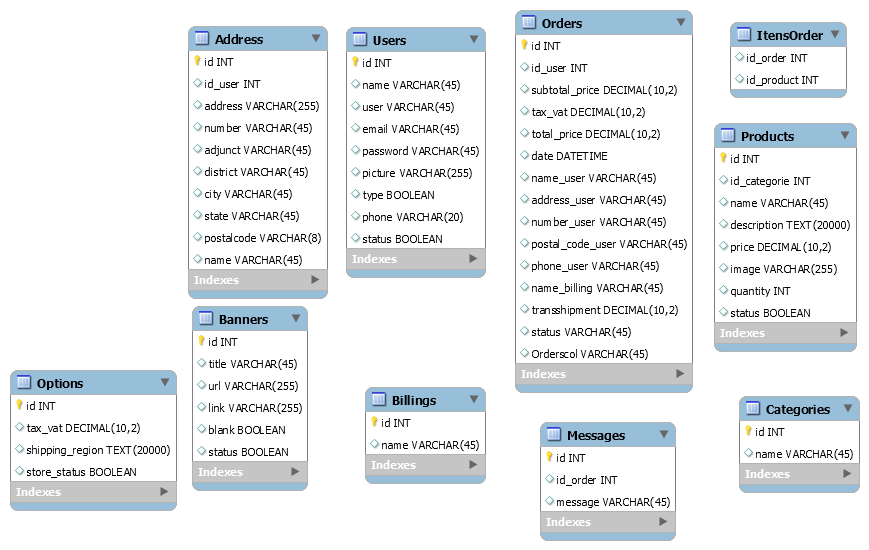 Address
id INT
id_user INT
address VARCHAR(255)
number VARCHAR(45)
adjunct VARCHAR(45)
district VARCHAR(45)
city VARCHAR(45)
state VARCHAR(45)
postalcode VARCHAR(8)
name VARCHAR(45)
Indexes
Users
id INT
name VARCHAR(45)
user VARCHAR(45)
email VARCHAR(45)
password VARCHAR(45)
picture VARCHAR(255)
type BOOLEAN
phone VARCHAR(20)
status BOOLEAN
Indexes
Orders
id INT
id_user INT
subtotal_price DECIMAL(10,2)
tax_vat DECIMAL(10,2)
total_price DECIMAL(10,2)
date DATETIME
name_user VARCHAR(45)
address_user VARCHAR(45)
number_user VARCHAR(45)
postal_code_user VARCHAR(45)
phone_user VARCHAR(45)
name_billing VARCHAR(45)
transshipment DECIMAL(10,2)
status VARCHAR(45)
Orderscol VARCHAR(45)
Indexes
ItensOrder
id_order INT
id_product INT
Products
id INT
id_categorie INT
name VARCHAR(45)
description TEXT(20000)
price DECIMAL(10,2)
image VARCHAR(255)
quantity INT
status BOOLEAN
Indexes
Banners
id INT
title VARCHAR(45)
url VARCHAR(255)
link VARCHAR(255)
blank BOOLEAN
status BOOLEAN
Indexes
Options
id INT
tax_vat DECIMAL(10,2)
shipping_region TEXT(20000)
store_status BOOLEAN
Indexes
Billings
id INT
name VARCHAR(45)
Indexes
Messages
id INT
id_order INT
message VARCHAR(45)
Indexes
Categories
id INT
name VARCHAR(45)
Indexes